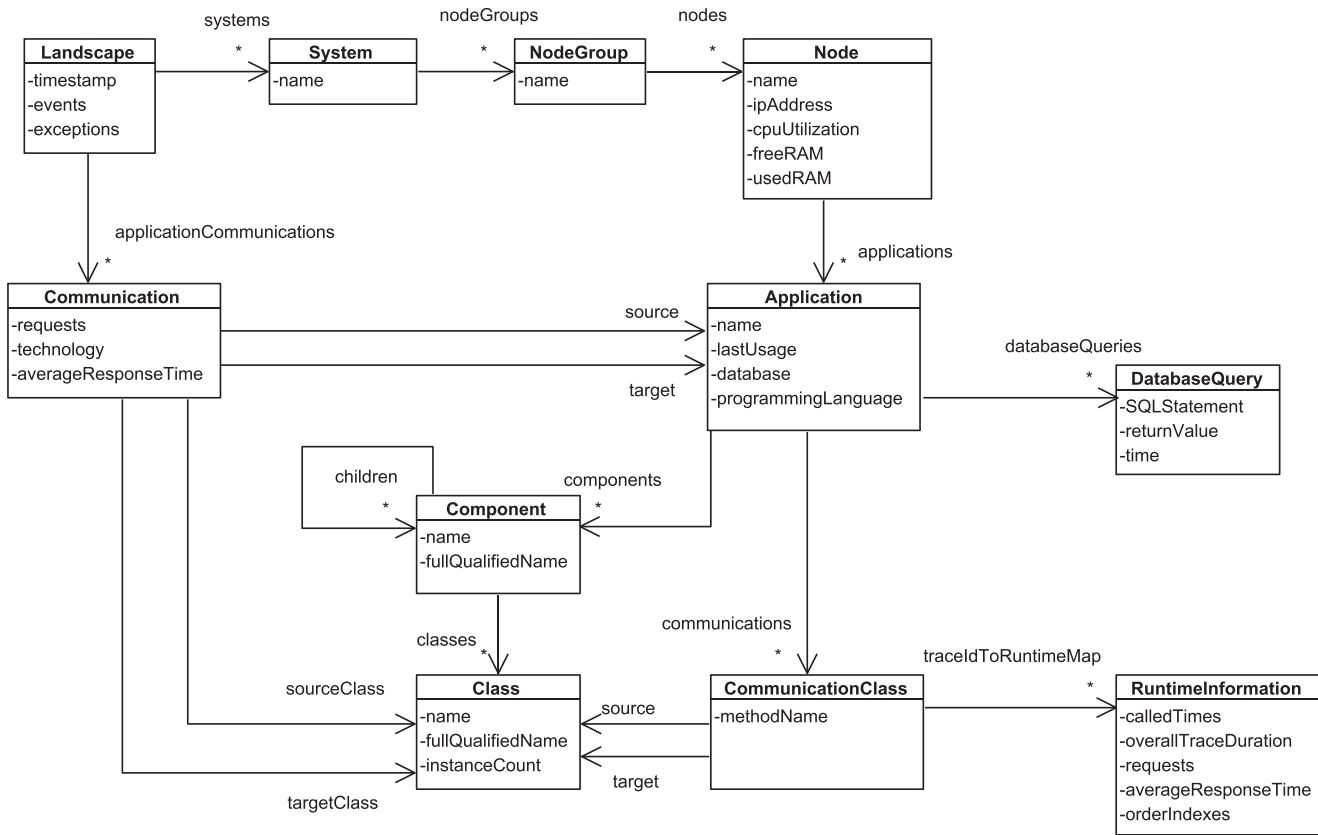 systems
nodeGroups
nodes
Landscape
-timestamp
-events
-exceptions
*
System
-name
*
NodeGroup
-name
*
Node
-name
-ipAddress
-cpuUtilization
-freeRAM
-usedRAM
applicationCommunications
*
applications
*
Communication
-requests
-technology
-averageResponseTime
source
target
Application
-name
-lastUsage
-database
-programmingLanguage
databaseQueries
*
DatabaseQuery
-SQLStatement
-returnValue
-time
children
*
components
*
Component
-name
-fullQualifiedName
classes
*
communications
*
traceIdToRuntimeMap
*
sourceClass
targetClass
Class
-name
-fullQualifiedName
-instanceCount
source
target
CommunicationClass
-methodName
RuntimeInformation
-calledTimes
-overallTraceDuration
-requests
-averageResponseTime
-orderIndexes